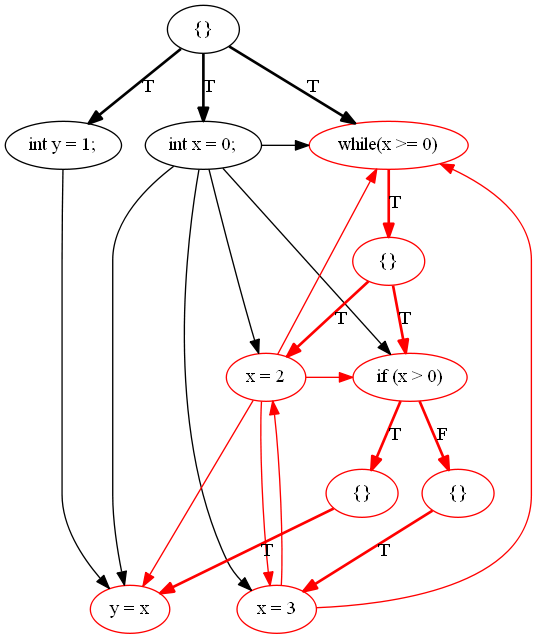 {}
T
T
T
int y = 1;
int x = 0;
while(x >= 0)
T
{}
T
T
x = 2
if (x > 0)
T
F
{}
{}
T
T
y = x
x = 3